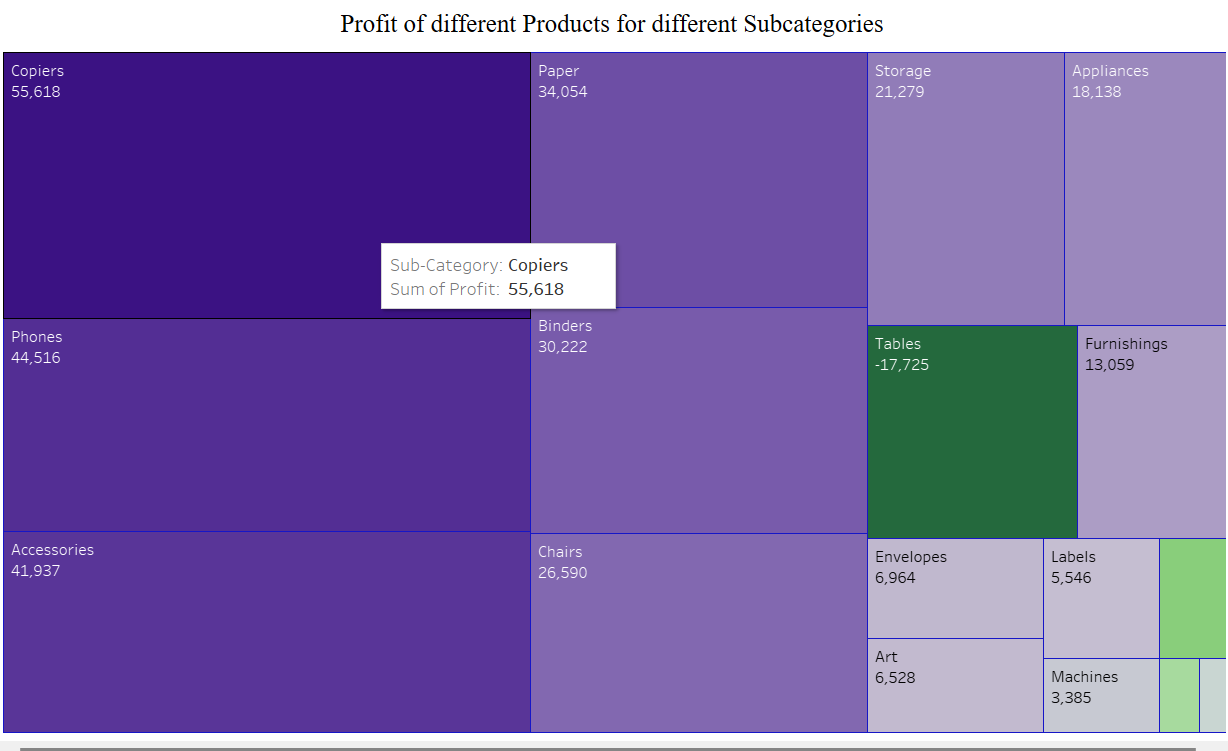 Profit of different Products for different Subcategories
Copiers
55,618
Paper
34,054
Storage
21,279
Appliances
18,138
Sub-Category: Copiers
Sum of Profit: 55,618
Phones
44,516
Binders
30,222
Tables
-17,725
Furnishings
13,059
Accessories
41,937
Chairs
26,590
Envelopes
6,964
Labels
5,546
Art
6,528
Machines
3,385